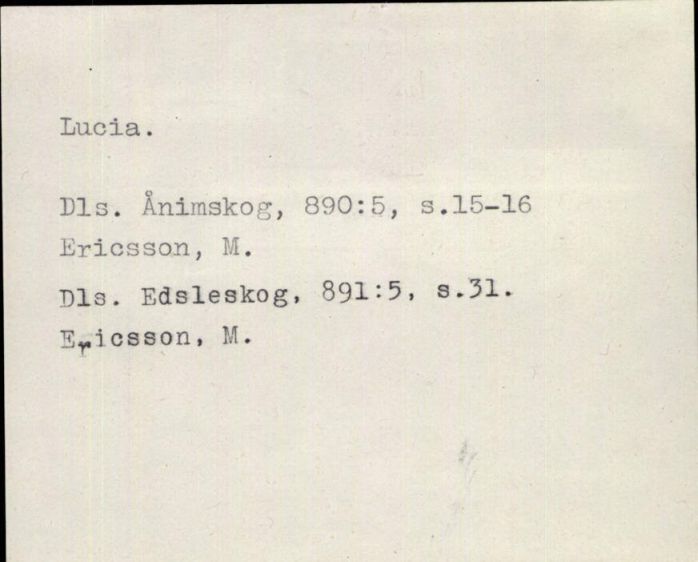 Lucia.
Dls. Ånimskog, 890:5, s.15-16
Ericsson, M.
Dls. Edsleskog, 891:5, s.31.
Ericsson, M.